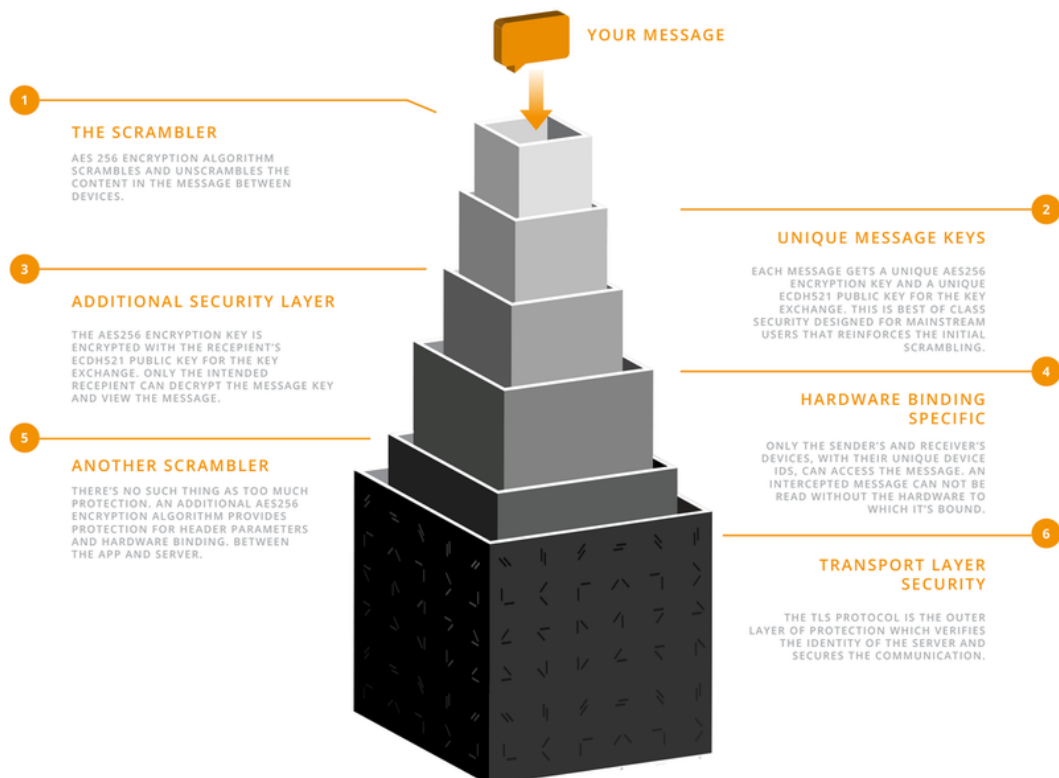 YOUR MESSAGE
1
THE SCRAMBLER
AES 256 ENCRYPTION ALGORITHM
SCRAMBLES AND UNSCRAMBLES THE
CONTENT IN THE MESSAGE BETWEEN
DEVICES.
2
UNIQUE MESSAGE KEYS
EACH MESSAGE GETS A UNIQUE AES256
ENCRYPTION KEY AND A UNIQUE
ECDH521 PUBLIC KEY FOR THE KEY
EXCHANGE. THIS IS BEST OF CLASS
SECURITY DESIGNED FOR MAINSTREAM
USERS THAT REINFORCES THE INITIAL
SCRAMBLING.
3
ADDITIONAL SECURITY LAYER
THE AES256 ENCRYPTION KEY IS
ENCRYPTED WITH THE RECEPIENT'S
ECDH521 PUBLIC KEY FOR THE KEY
EXCHANGE. ONLY THE INTENDED
RECEPIENT CAN DECRYPT THE MESSAGE KEY
AND VIEW THE MESSAGE.
4
HARDWARE BINDING
SPECIFIC
ONLY THE SENDER'S AND RECEIVER'S
DEVICES, WITH THEIR UNIQUE DEVICE
IDS, CAN ACCESS THE MESSAGE. AN
INTERCEPTED MESSAGE CAN NOT BE
READ WITHOUT THE HARDWARE TO
WHICH IT'S BOUND.
5
ANOTHER SCRAMBLER
THERE'S NO SUCH THING AS TOO MUCH
PROTECTION. AN ADDITIONAL AES256
ENCRYPTION ALGORITHM PROVIDES
PROTECTION FOR HEADER PARAMETERS
AND HARDWARE BINDING. BETWEEN
THE APP AND SERVER.
6
TRANSPORT LAYER
SECURITY
THE TLS PROTOCOL IS THE OUTER
LAYER OF PROTECTION WHICH VERIFIES
THE IDENTITY OF THE SERVER AND
SECURES THE COMMUNICATION.